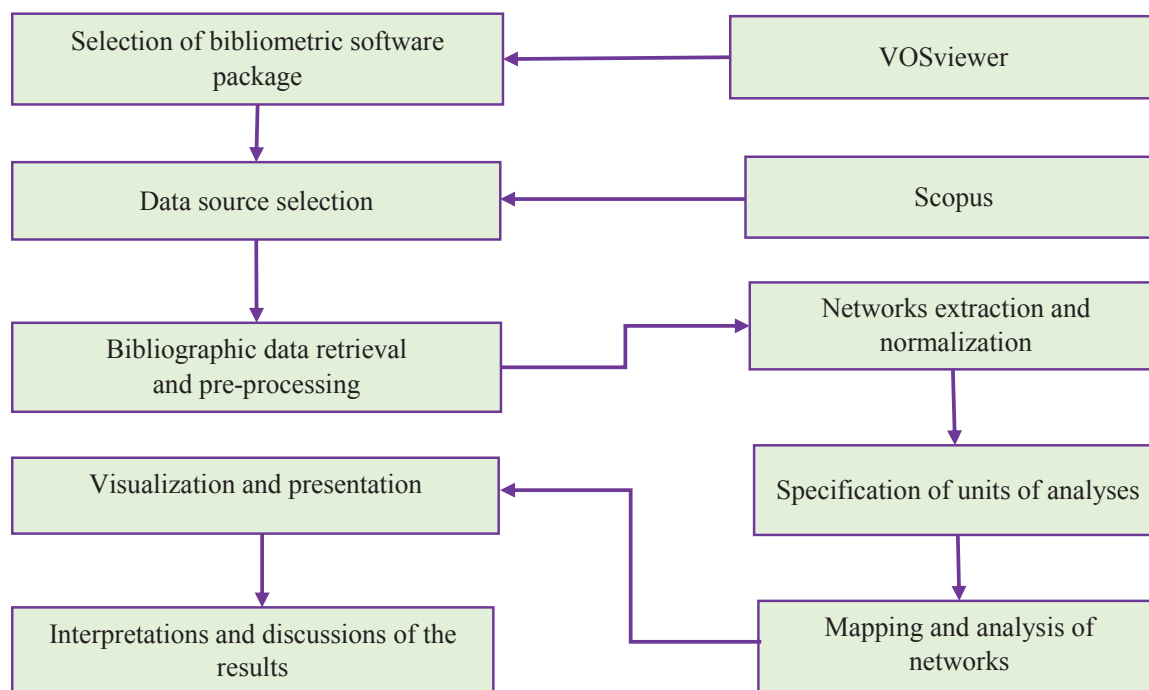 Selection of bibliometric software
package
VOSviewer
Data source selection
Scopus
Bibliographic data retrieval
and pre-processing
Networks extraction and
normalization
Specification of units of analyses
Mapping and analysis of
networks
Visualization and presentation
Interpretations and discussions of the
results